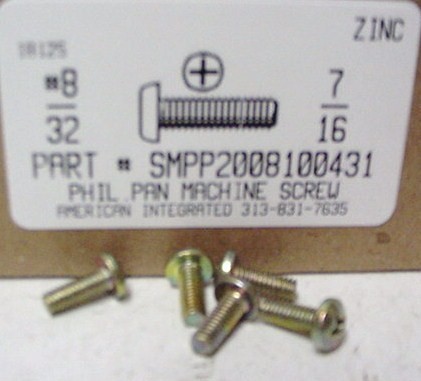 ZINC
18125
#8 7
32 16
PART # SMPP2008100431
PHIL.PAN MACHINE SCREW
AMERICAN INTEGRATED 313-831-7635